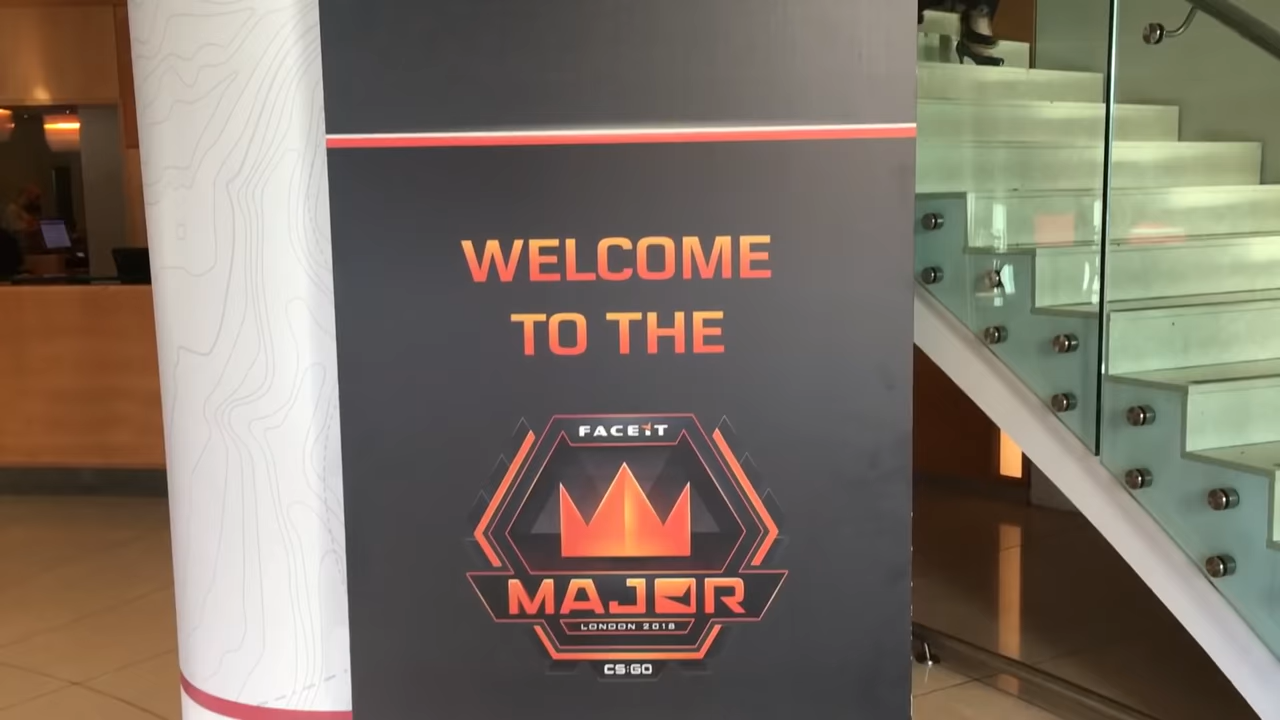 WELCOME
TO THE
FACEIT
MAJOR
LONDON 2018
CS:GO